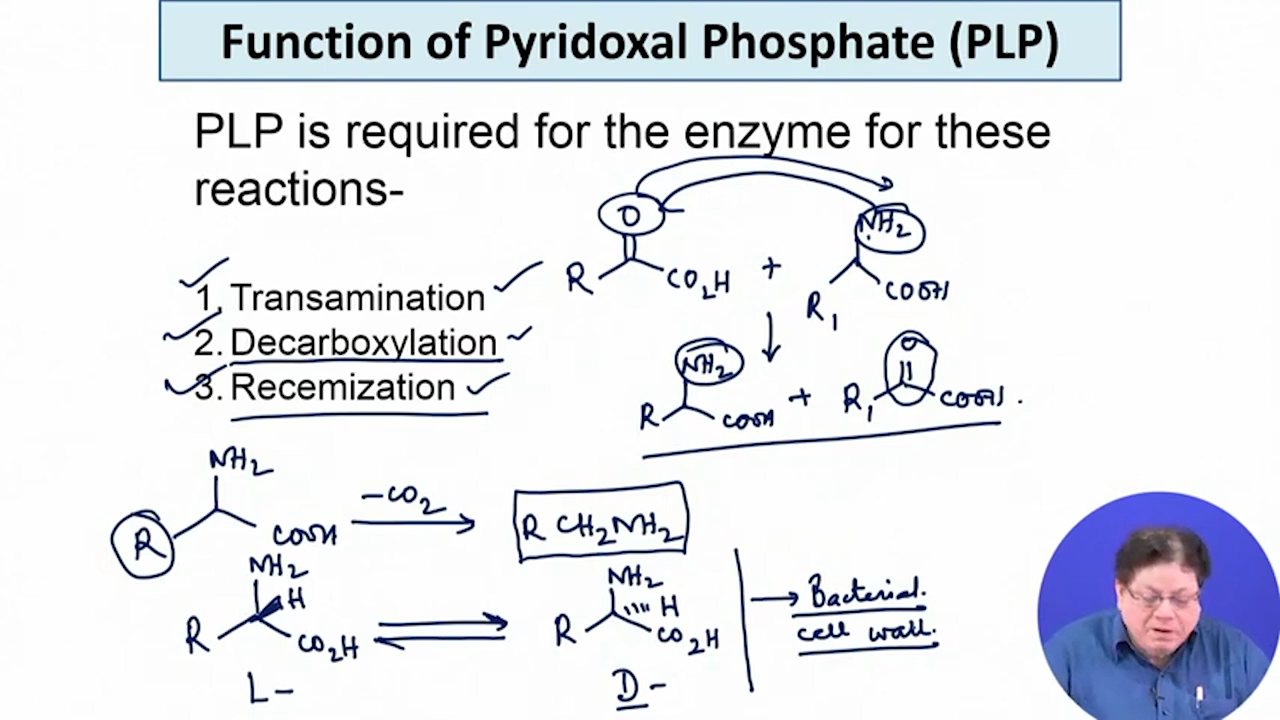 Function of Pyridoxal Phosphate (PLP)
PLP is required for the enzyme for these
reactions-
O NH2
R CO2H + R1 COOH
1. Transamination
2. Decarboxylation
3. Recemization
NH2 O
R COOH + R1 COOH .
NH2
R COOH -CO2 R CH2NH2
NH2 H
R CO2H
L-
NH2 H
R CO2H
D-
Bacterial.
cell wall.